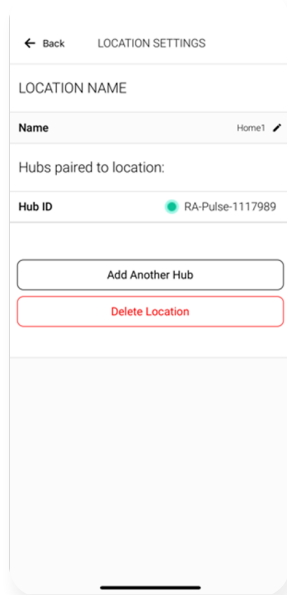 Back LOCATION SETTINGS
LOCATION NAME
Name Home1
Hubs paired to location:
Hub ID RA-Pulse-1117989
Add Another Hub
Delete Location